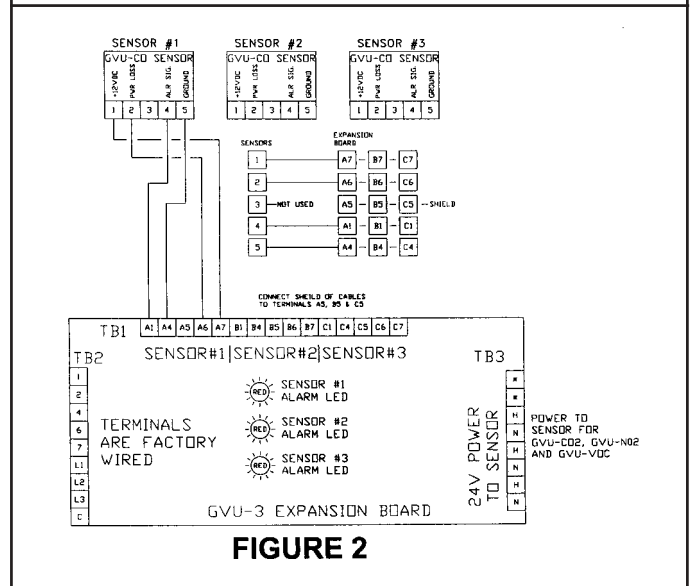 SENSOR #1 SENSOR #2 SENSOR #3
GVU-CO SENSOR GVU-CO SENSOR GVU-CO SENSOR
+12VDC PWR LOSS ALR SIG. GROUND +12VDC PWR LOSS ALR SIG. GROUND +12VDC PWR LOSS ALR SIG. GROUND
1 2 3 4 5 1 2 3 4 5 1 2 3 4 5
SENSORS
EXPANSION
BOARD
1 A7 - B7 - C7
2 A6 - B6 - C6
3 NOT USED A5 - B5 - C5 -- SHIELD
4 A1 - B1 - C1
5 A4 - B4 - C4
CONNECT SHEILD OF CABLES
TO TERMINALS A5, B5 & C5
TB1 A1 A4 A5 A6 A7 B1 B4 B5 B6 B7 C1 C4 C5 C6 C7
SENSOR#1|SENSOR#2|SENSOR#3
TB2
1
2
4
6
7
L1
L2
L3
C
TERMINALS
ARE FACTORY
WIRED
RED SENSOR #1
ALARM LED
RED SENSOR #2
ALARM LED
RED SENSOR #3
ALARM LED
TB3
24V POWER
TO SENSOR
H
N
H
N
H
N
POWER TO
SENSOR FOR
GVU-CO2, GVU-NO2
AND GVU-VOC
GVU-3 EXPANSION BOARD
FIGURE 2